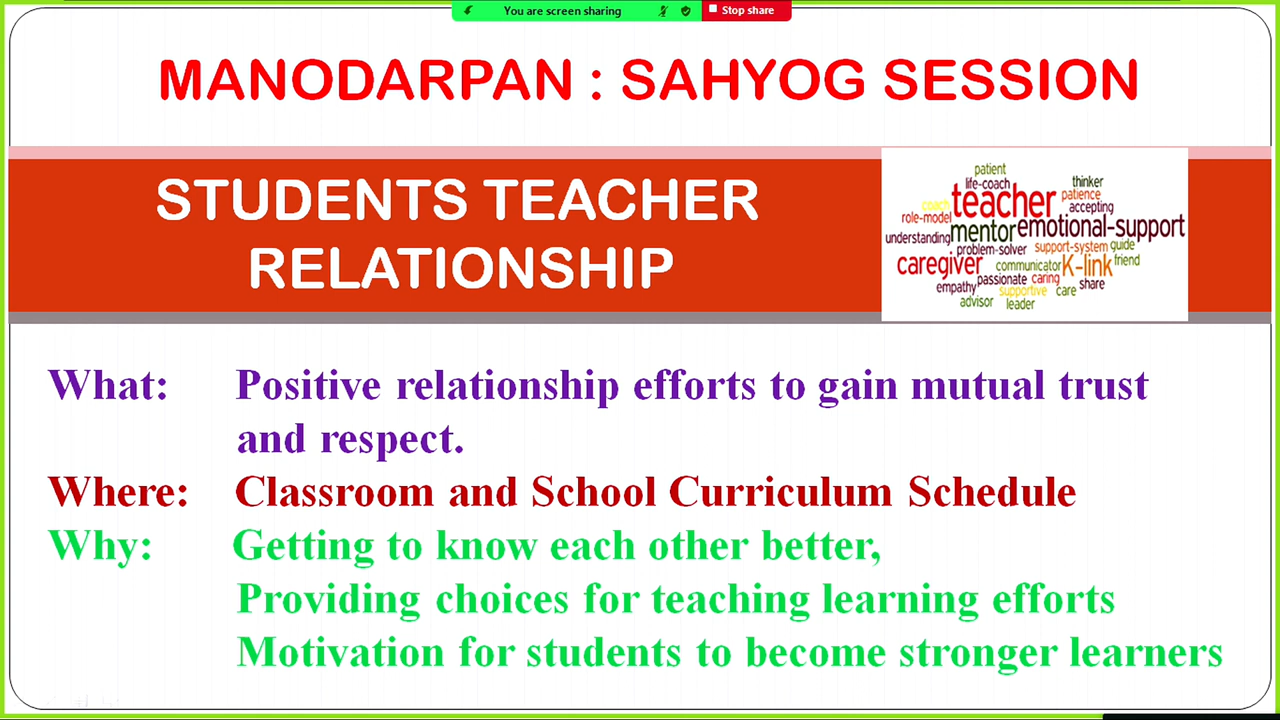 You are screen sharing
Stop share
MANODARPAN : SAHYOG SESSION
STUDENTS TEACHER
RELATIONSHIP
patient
life-coach
thinker
coach
teacher
patience
accepting
role-model
understanding
mentor
emotional-support
problem-solver
support-system
guide
caregiver
communicator
K-link
friend
empathy
passionate
caring
share
supportive
care
advisor
leader
What: Positive relationship efforts to gain mutual trust
and respect.
Where: Classroom and School Curriculum Schedule
Why: Getting to know each other better,
Providing choices for teaching learning efforts
Motivation for students to become stronger learners